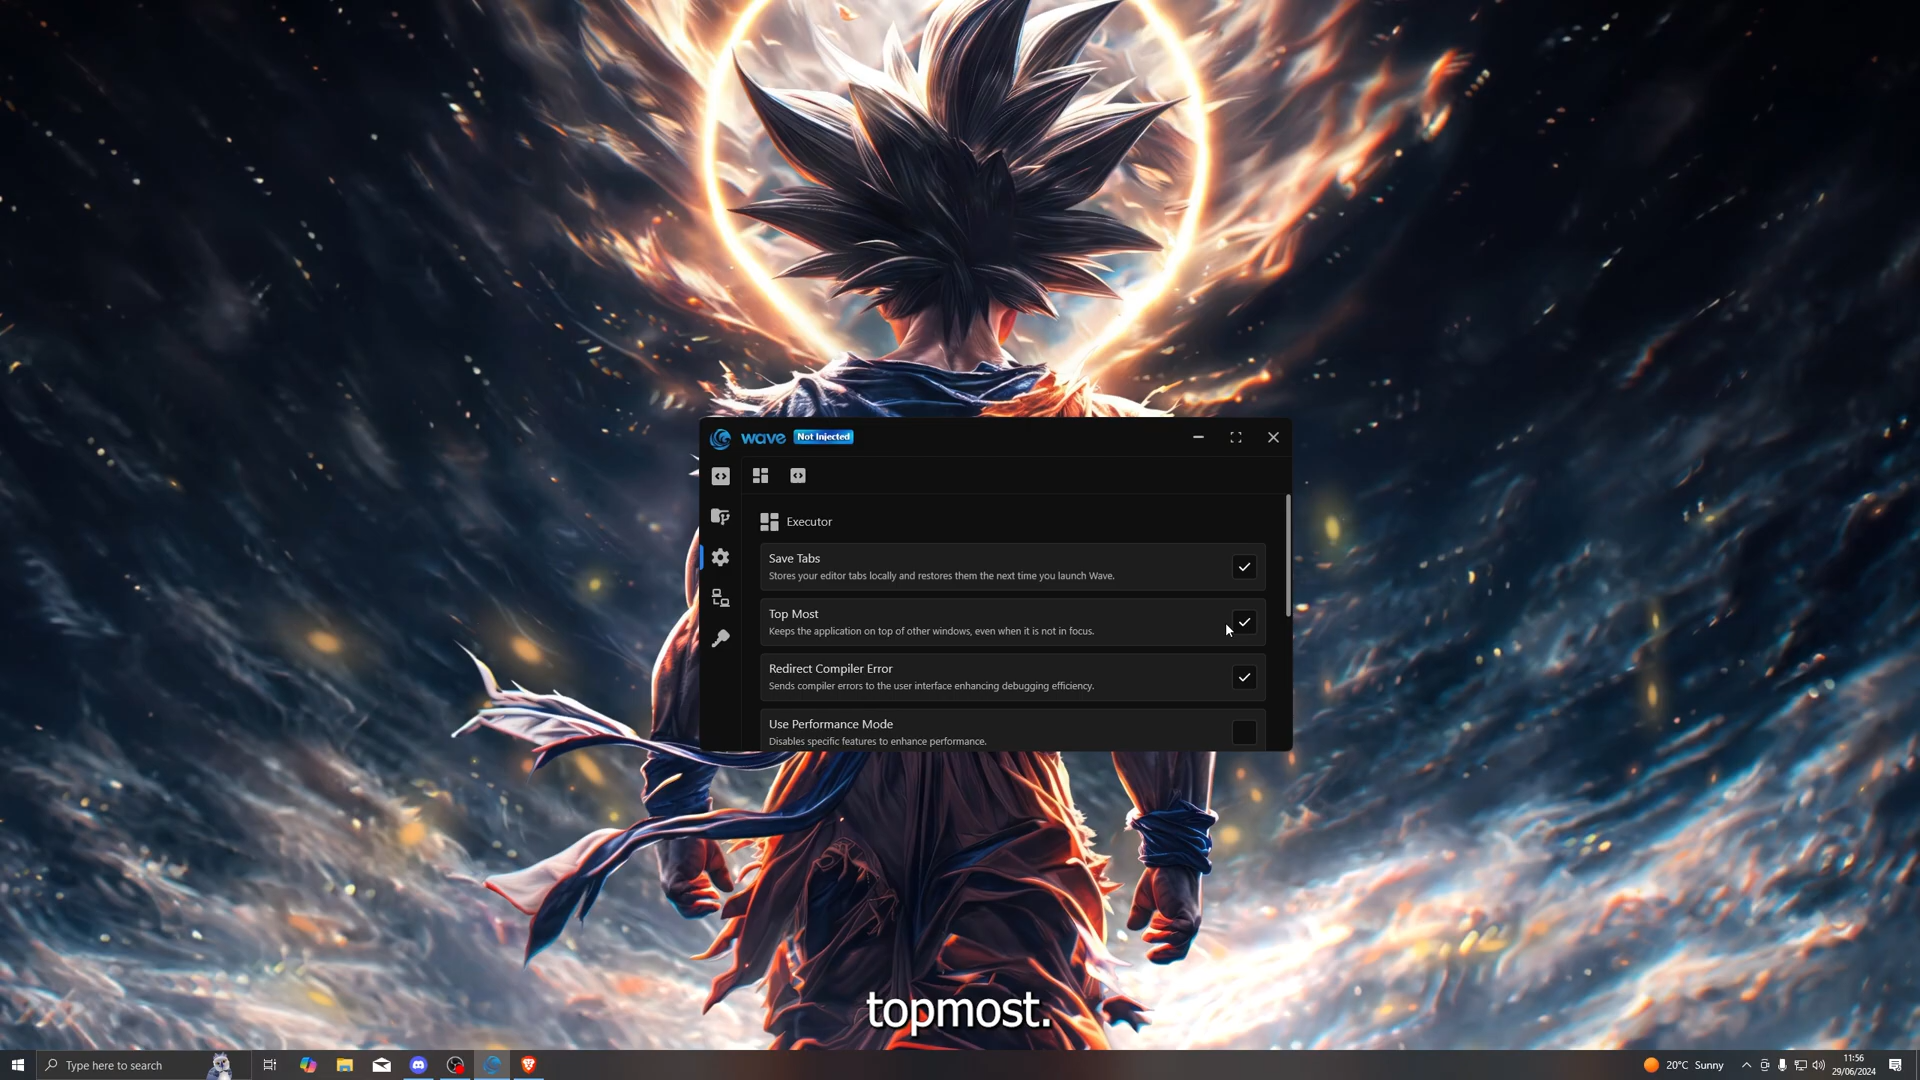 wave Not Injected
Executor
Save Tabs
Stores your editor tabs locally and restores them the next time you launch Wave.
Top Most
Keeps the application on top of other windows, even when it is not in focus.
Redirect Compiler Error
Sends compiler errors to the user interface enhancing debugging efficiency.
Use Performance Mode
Disables specific features to enhance performance.
topmost.
Type here to search
20°C Sunny
11:56
29/06/2024